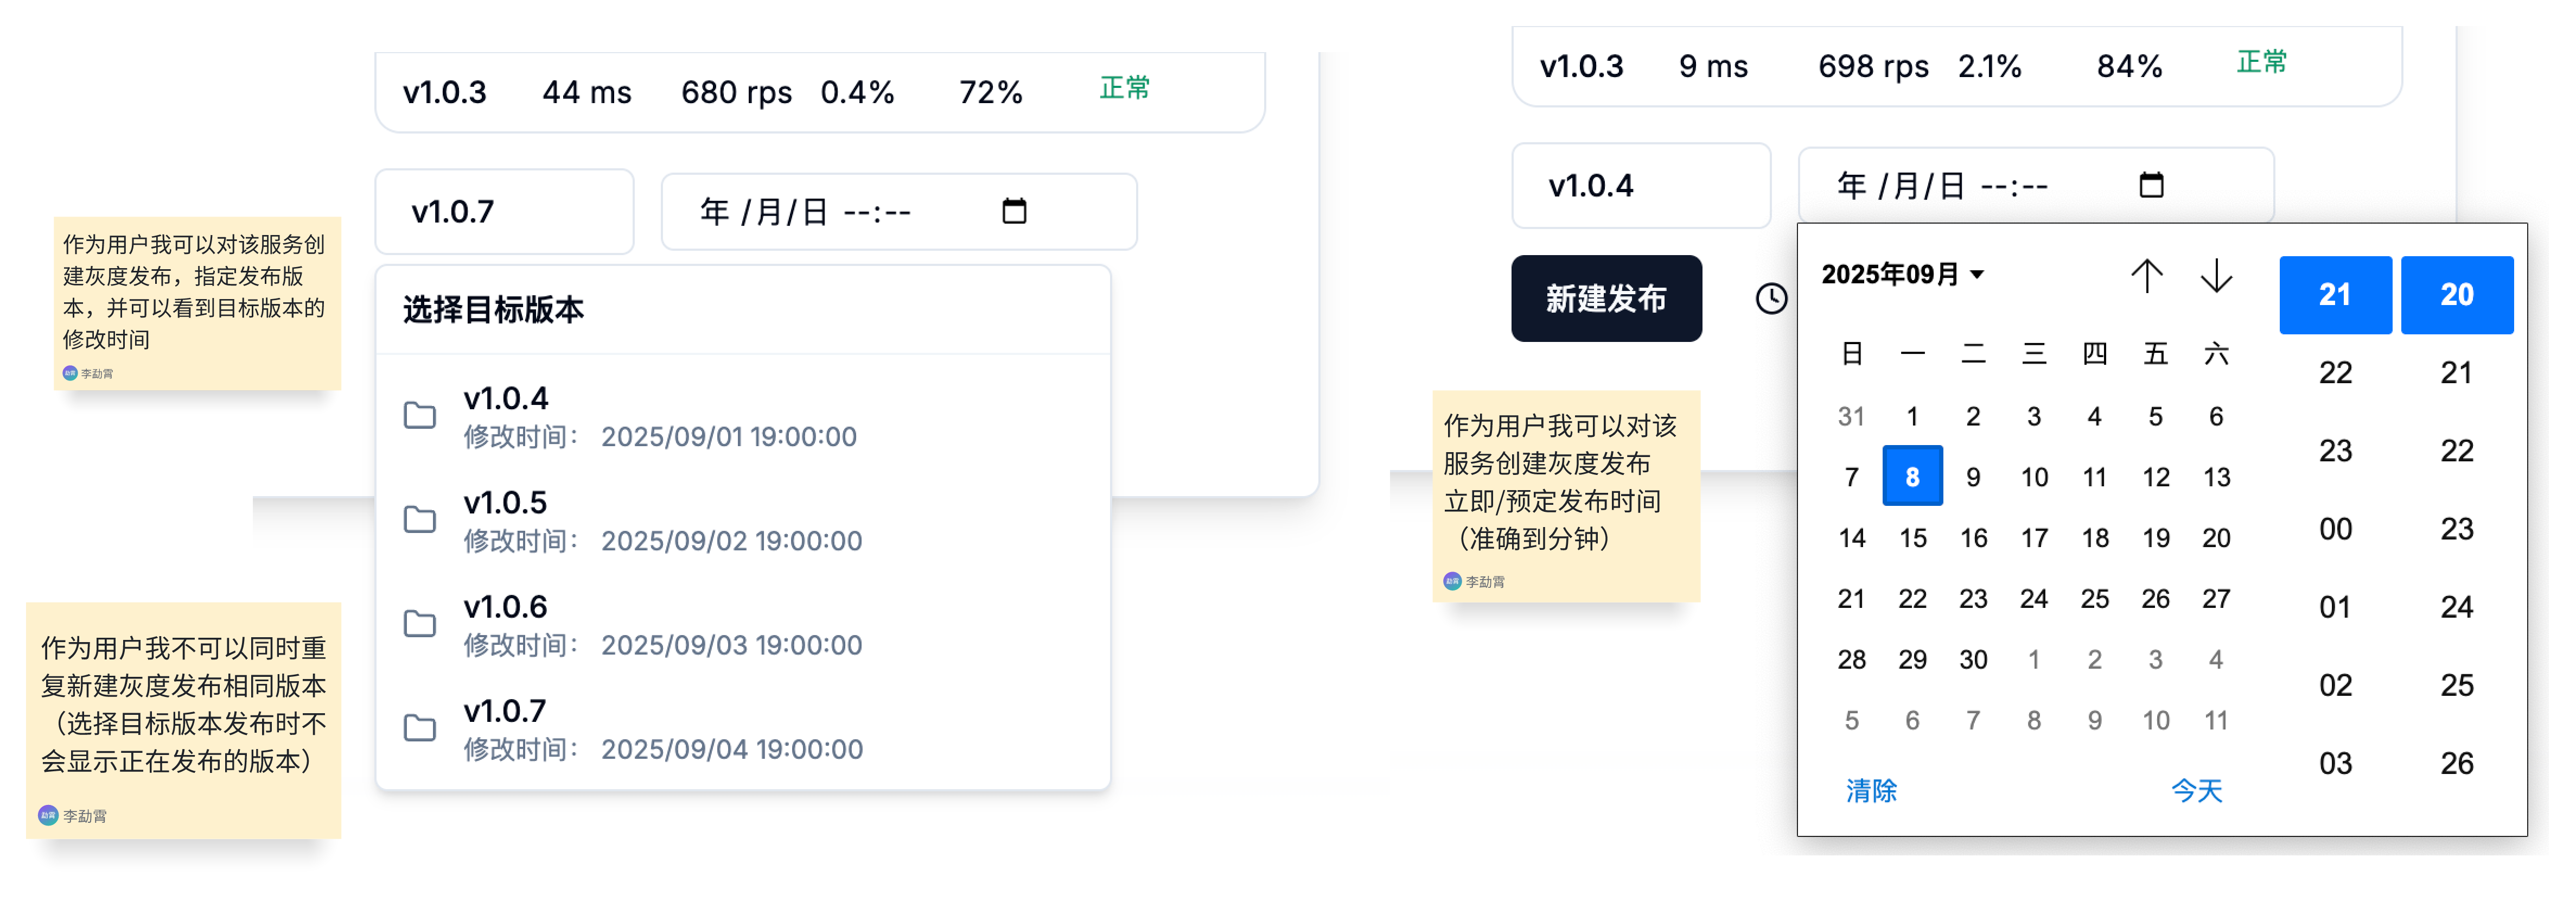 v1.0.3 44 ms 680 rps 0.4% 72% 正常
v1.0.7
年 /月/日 --:--
选择目标版本
v1.0.4
修改时间： 2025/09/01 19:00:00
v1.0.5
修改时间： 2025/09/02 19:00:00
v1.0.6
修改时间： 2025/09/03 19:00:00
v1.0.7
修改时间： 2025/09/04 19:00:00
作为用户我可以对该服务创
建灰度发布，指定发布版
本，并可以看到目标版本的
修改时间
勐霄 李勐霄
作为用户我不可以同时重
复新建灰度发布相同版本
（选择目标版本发布时不
会显示正在发布的版本）
勐霄 李勐霄
v1.0.3 9 ms 698 rps 2.1% 84% 正常
v1.0.4
年 /月/日 --:--
新建发布
作为用户我可以对该
服务创建灰度发布
立即/预定发布时间
（准确到分钟）
勐霄 李勐霄
2025年09月
日 一 二 三 四 五 六
31 1 2 3 4 5 6
7 8 9 10 11 12 13
14 15 16 17 18 19 20
21 22 23 24 25 26 27
28 29 30 1 2 3 4
5 6 7 8 9 10 11
清除 今天
21 20
22 21
23 22
00 23
01 24
02 25
03 26